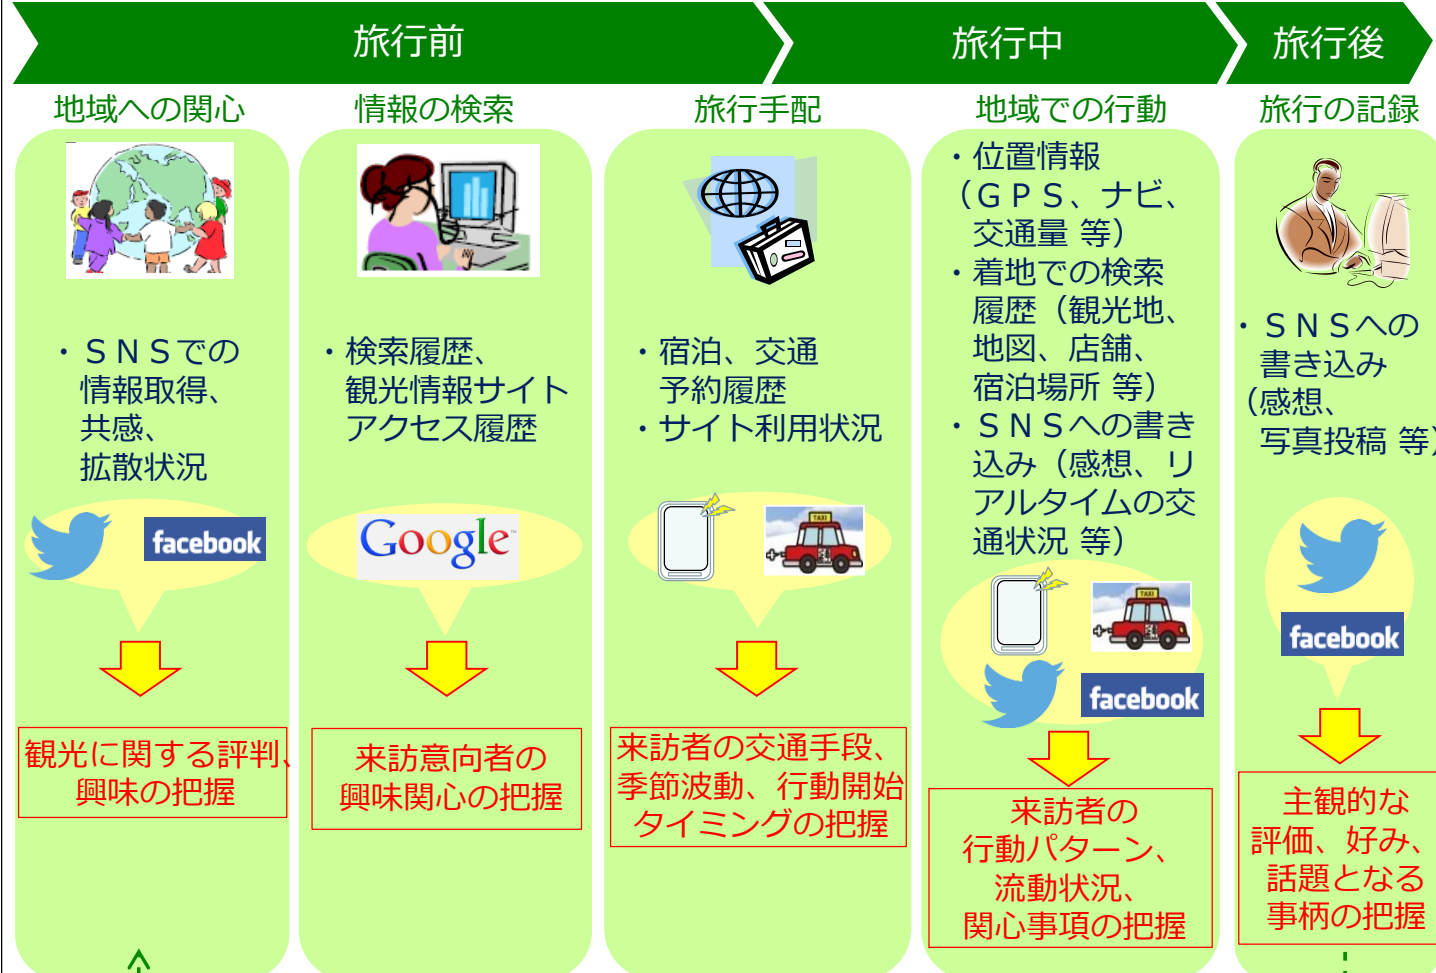 旅行前
旅行中
旅行後
地域への関心
情報の検索
旅行手配
地域での行動
旅行の記録
・ＳＮＳでの
情報取得、
共感、
拡散状況
facebook
観光に関する評判、
興味の把握
・検索履歴、
観光情報サイト
アクセス履歴
Google
来訪意向者の
興味関心の把握
・宿泊、交通
予約履歴
・サイト利用状況
TAXI
来訪者の交通手段、
季節波動、行動開始
タイミングの把握
・位置情報
（ＧＰＳ、ナビ、
交通量 等）
・着地での検索
履歴（観光地、
地図、店舗、
宿泊場所 等）
・ＳＮＳへの書き
込み（感想、リ
アルタイムの交
通状況 等）
TAXI
facebook
来訪者の
行動パターン、
流動状況、
関心事項の把握
・ＳＮＳへの
書き込み
（感想、
写真投稿 等）
facebook
主観的な
評価、好み、
話題となる
事柄の把握